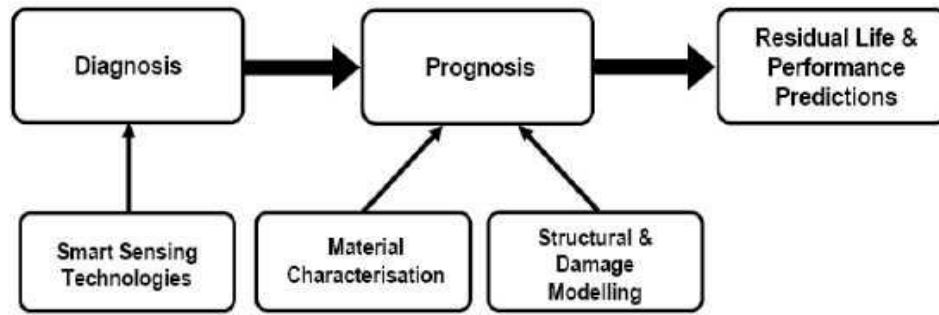 Diagnosis
Prognosis
Residual Life &
Performance
Predictions
Smart Sensing
Technologies
Material
Characterisation
Structural &
Damage
Modelling